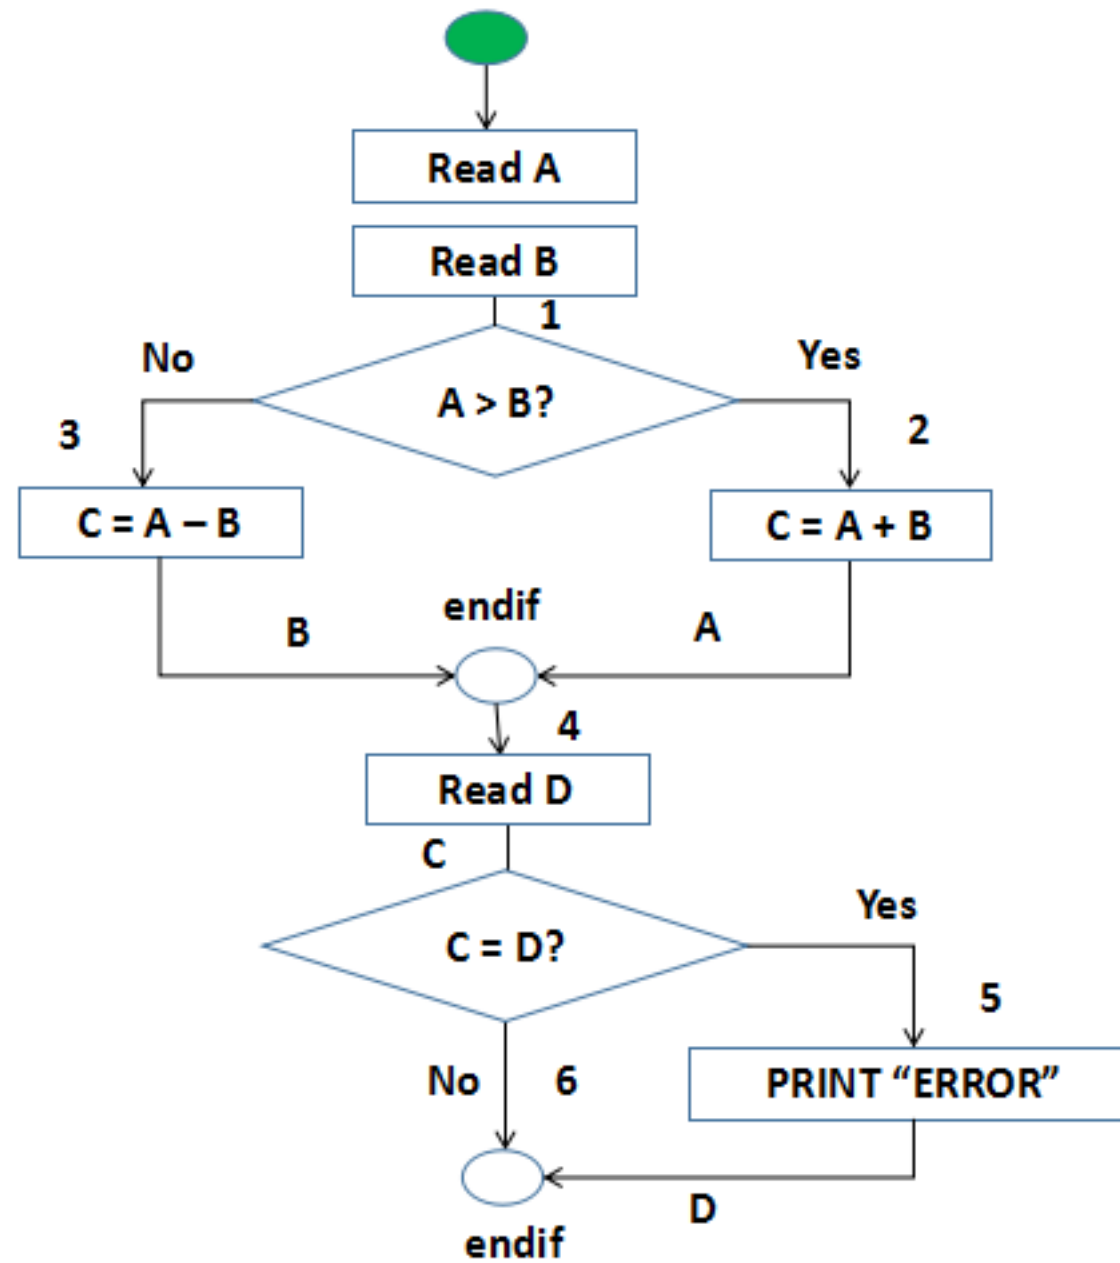 Read A
Read B
1
No
Yes
A > B?
3
2
C = A – B
C = A + B
endif
B
A
4
Read D
C
Yes
C = D?
5
No
6
PRINT “ERROR”
D
endif